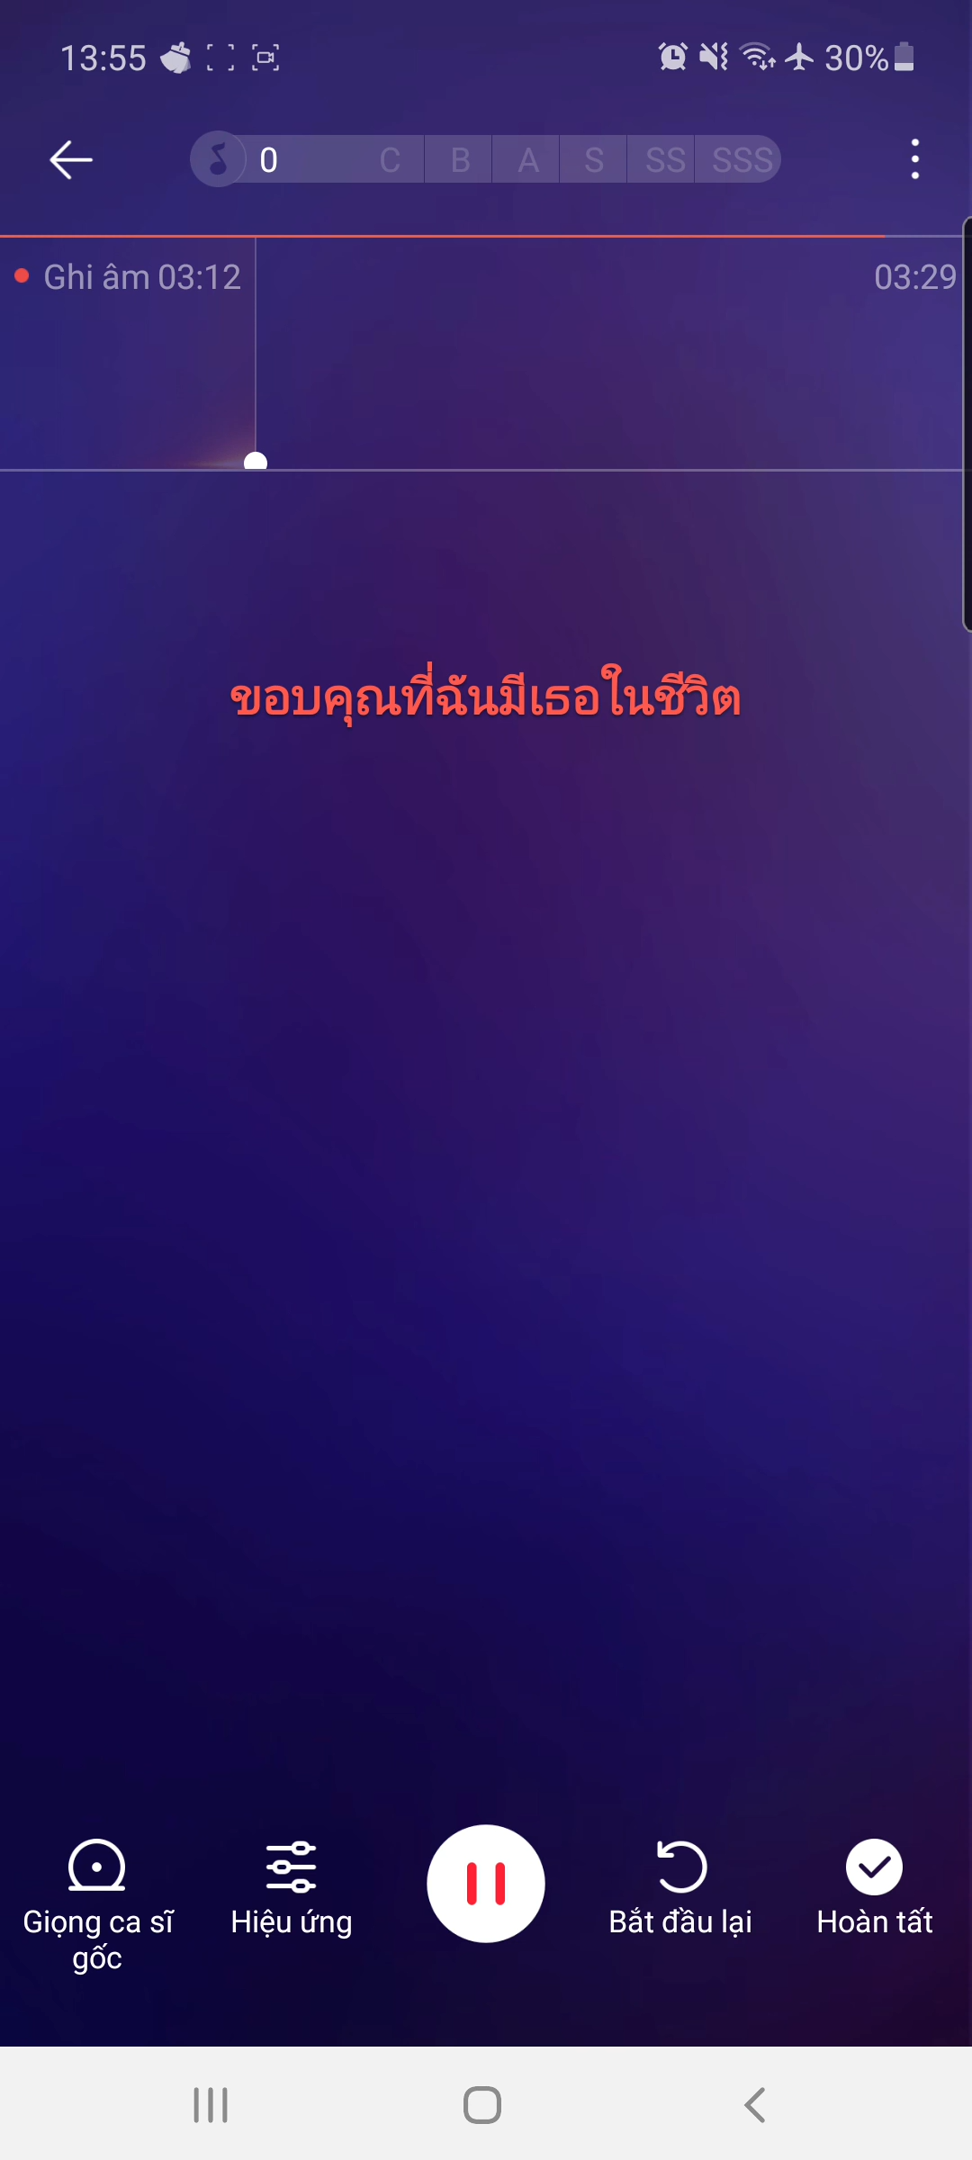 13:55
30%
0 C B A S SS SSS
Ghi âm 03:12
03:29
ขอบคุณที่ฉันมีเธอในชีวิต
Giọng ca sĩ gốc
Hiệu ứng
Bắt đầu lại
Hoàn tất